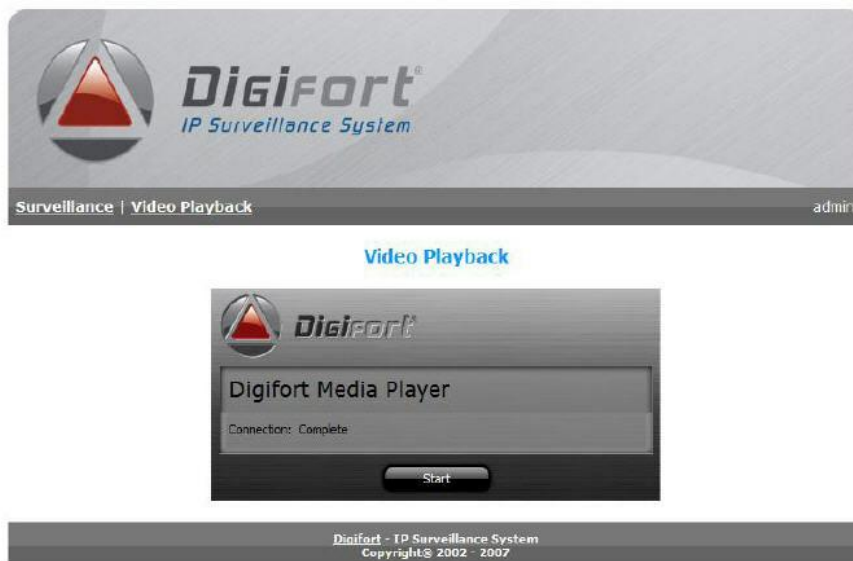 Digifort®
IP Surveillance System
Surveillance | Video Playback admin
Video Playback
Digifort®
Digifort Media Player
Connection: Complete
Start
Digifort - IP Surveillance System
Copyright© 2002 - 2007